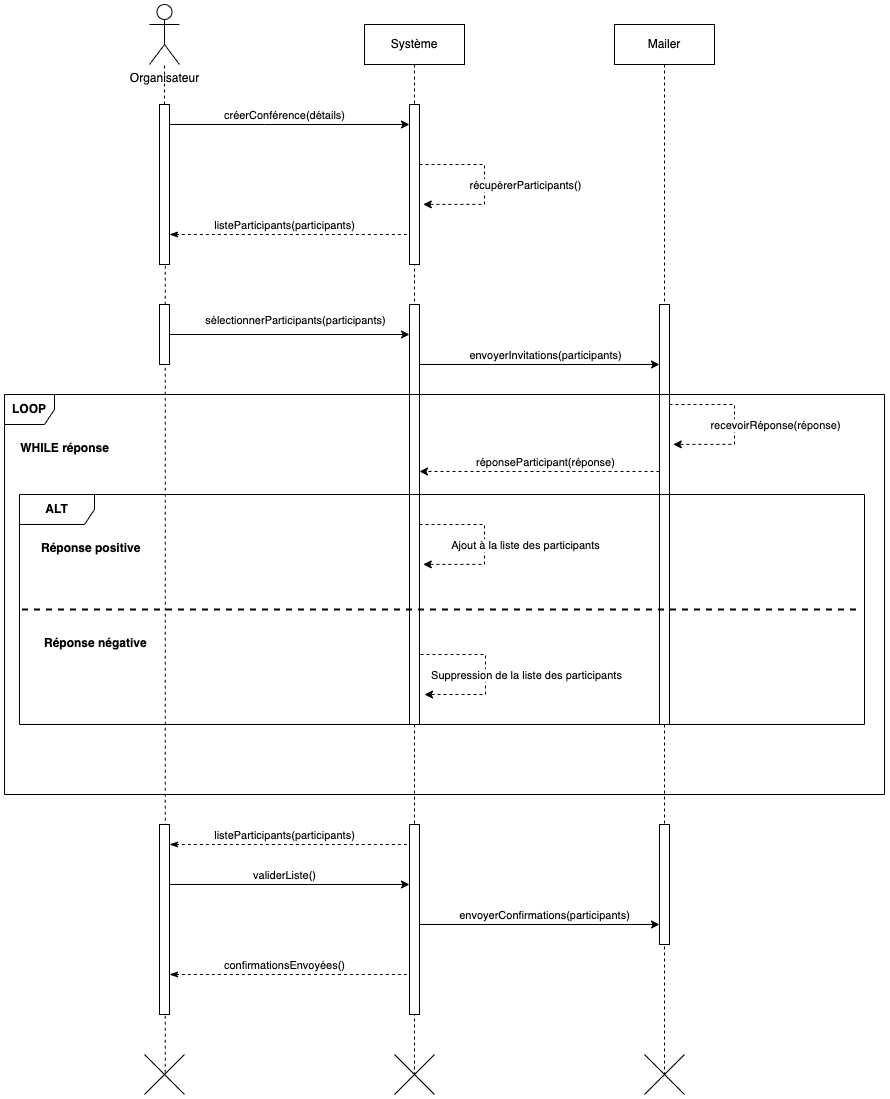 Organisateur
Système
Mailer
créerConférence(détails)
récupérerParticipants()
listeParticipants(participants)
sélectionnerParticipants(participants)
envoyerInvitations(participants)
LOOP
recevoirRéponse(réponse)
WHILE réponse
réponseParticipant(réponse)
ALT
Réponse positive
Ajout à la liste des participants
Réponse négative
Suppression de la liste des participants
listeParticipants(participants)
validerListe()
envoyerConfirmations(participants)
confirmationsEnvoyées()